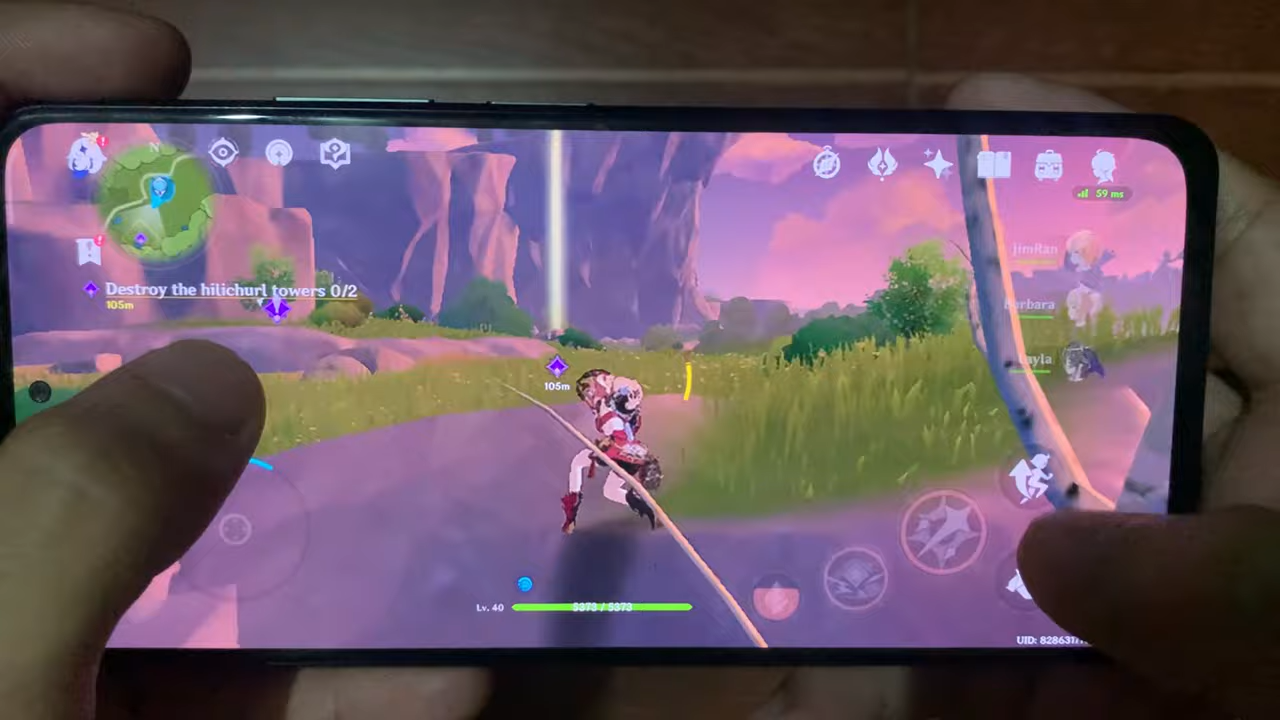 N
59 ms
jimRan
Barbara
Destroy the hilichurl towers 0/2
105m
105m
Lv. 40
5373 / 5373